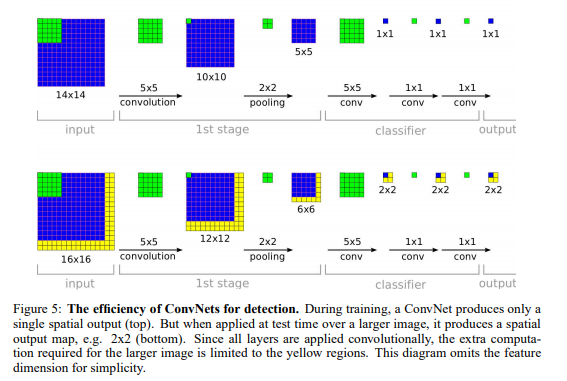 1x1 1x1 1x1
5x5
10x10
14x14
5x5 2x2 5x5 1x1 1x1
convolution pooling conv conv conv
input 1st stage classifier output
2x2 2x2 2x2
6x6
12x12
16x16
5x5 2x2 5x5 1x1 1x1
convolution pooling conv conv conv
input 1st stage classifier output
Figure 5: The efficiency of ConvNets for detection. During training, a ConvNet produces only a
single spatial output (top). But when applied at test time over a larger image, it produces a spatial
output map, e.g. 2x2 (bottom). Since all layers are applied convolutionally, the extra computa-
tion required for the larger image is limited to the yellow regions. This diagram omits the feature
dimension for simplicity.